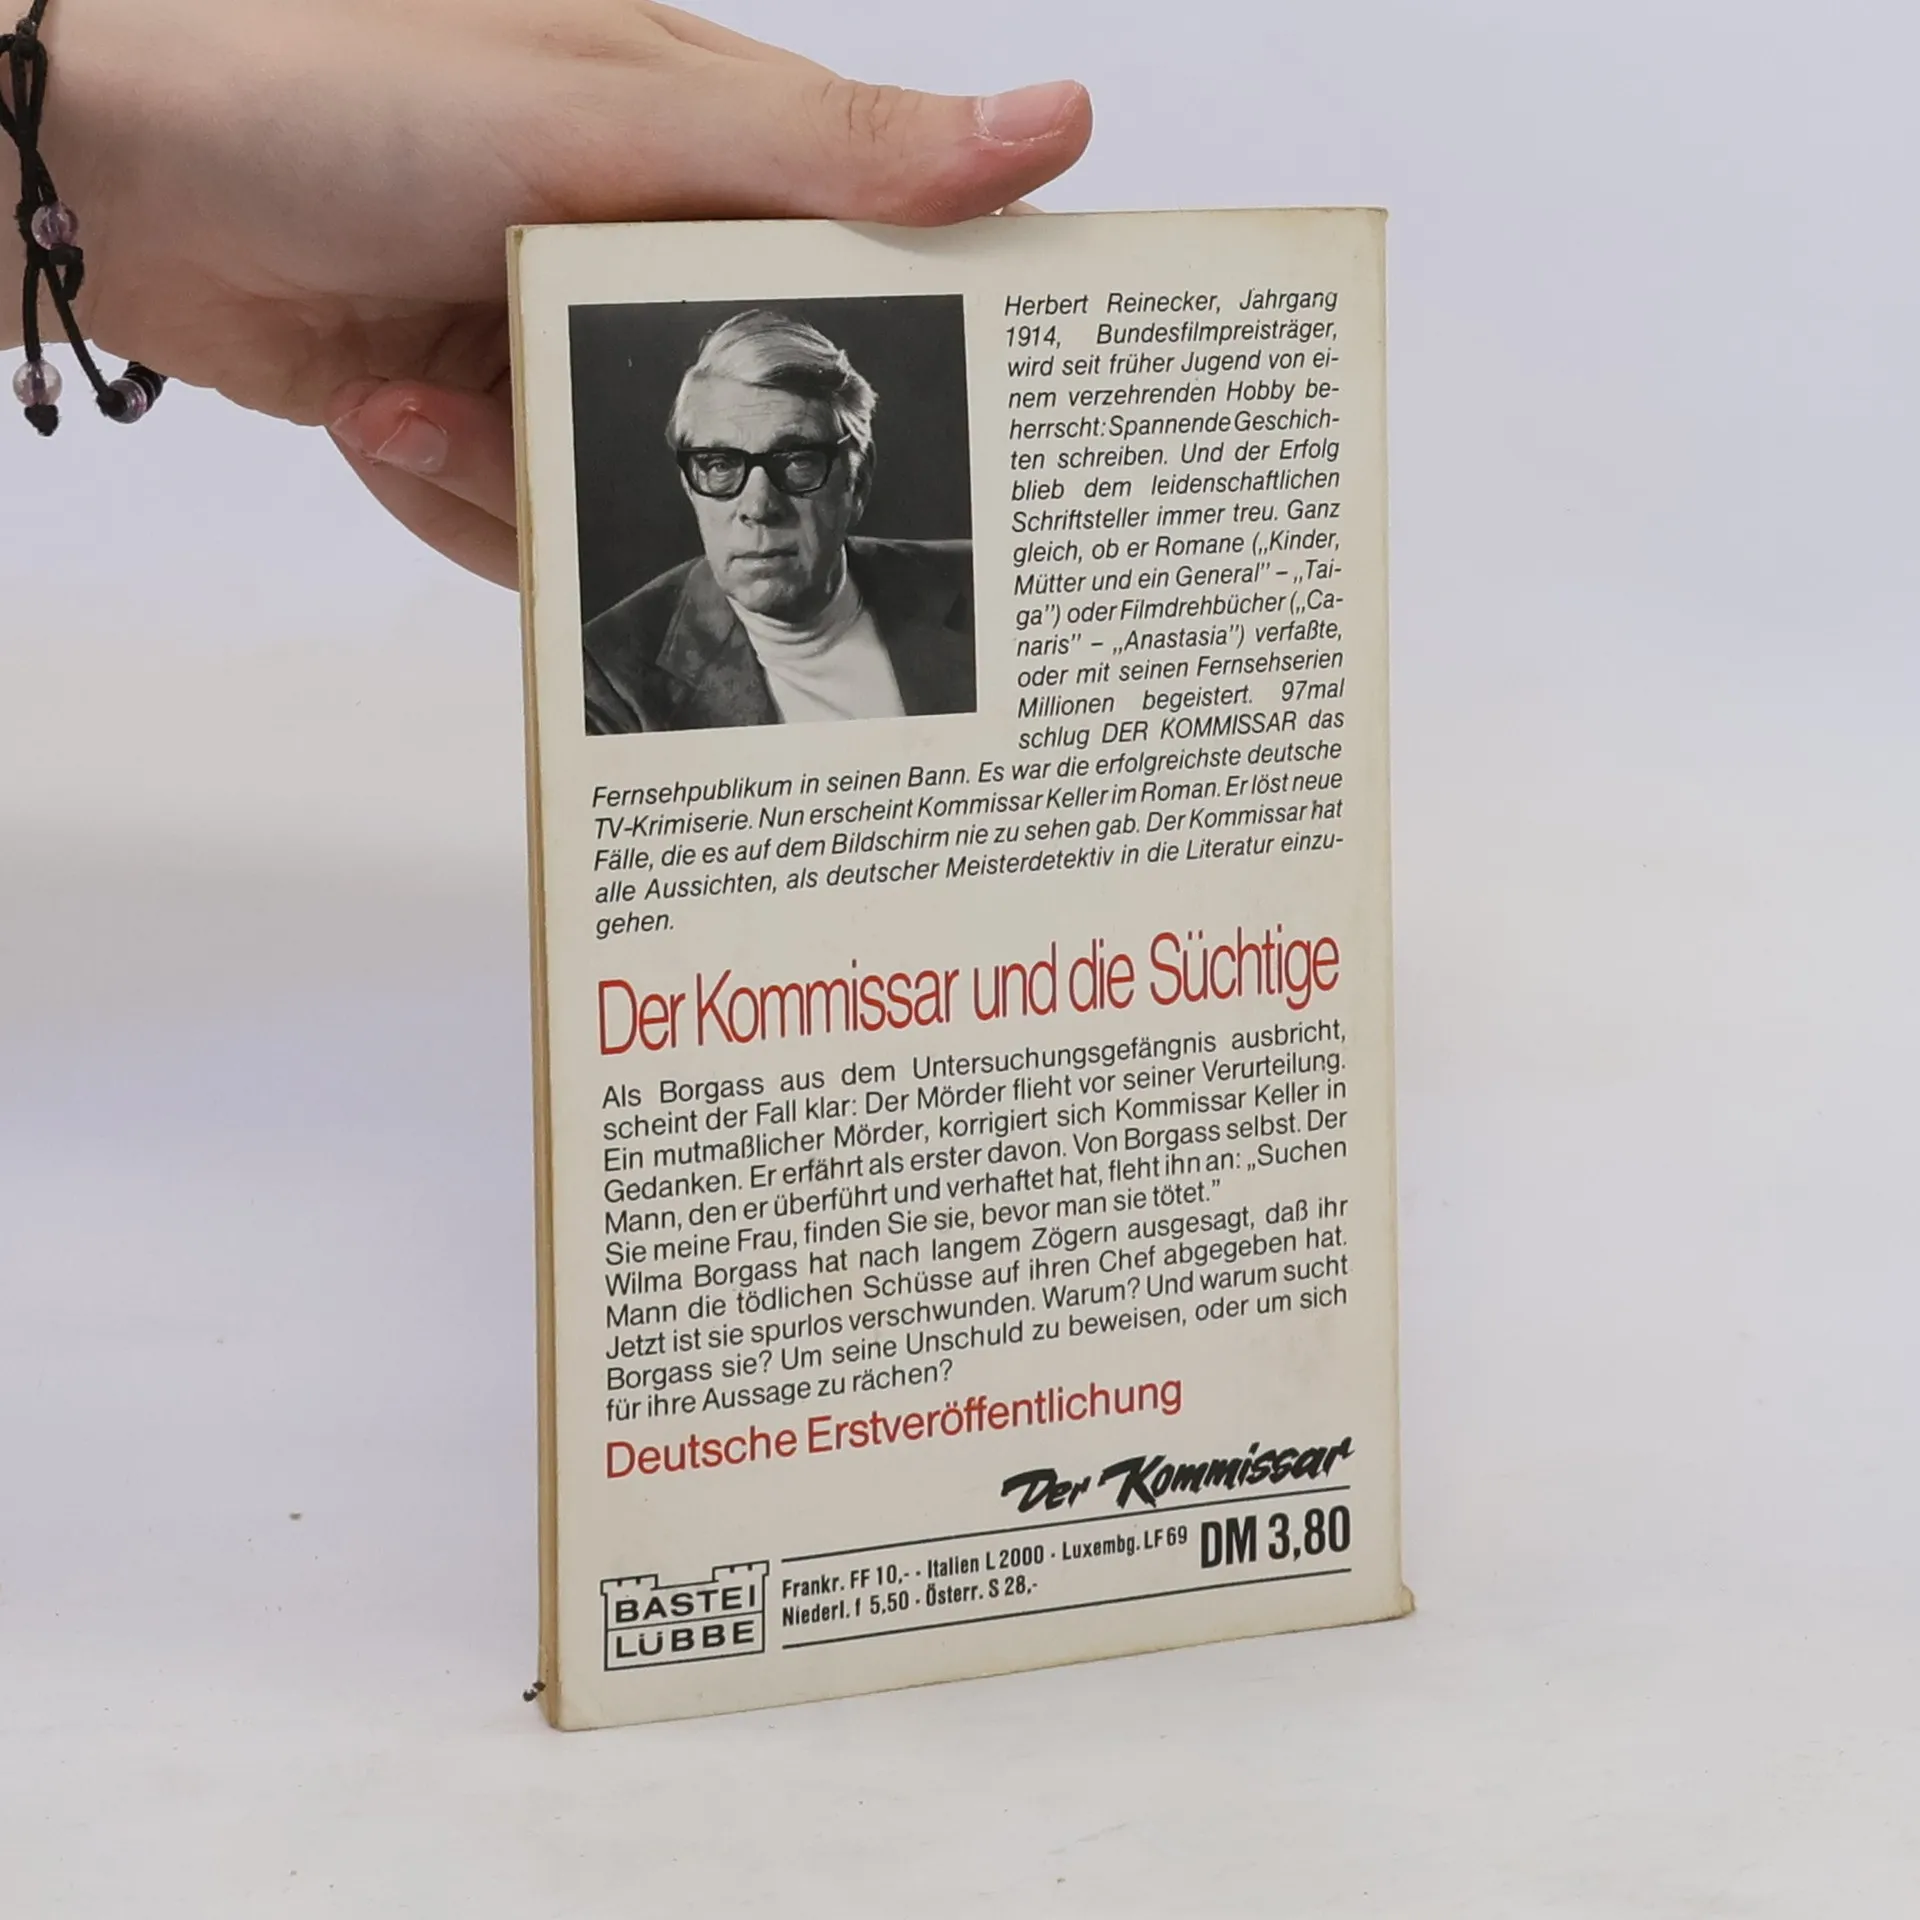 Herbert Reinecker, Jahrgang
1914, Bundesfilmpreisträger,
wird seit früher Jugend von ei-
nem verzehrenden Hobby be-
herrscht: Spannende Geschich-
ten schreiben. Und der Erfolg
blieb dem leidenschaftlichen
Schriftsteller immer treu. Ganz
gleich, ob er Romane („Kinder,
Mütter und ein General” – „Tai-
ga”) oder Filmdrehbücher („Ca-
naris” – „Anastasia”) verfaßte,
oder mit seinen Fernsehserien
Millionen begeistert. 97mal
schlug DER KOMMISSAR das
Fernsehpublikum in seinen Bann. Es war die erfolgreichste deutsche
TV-Krimiserie. Nun erscheint Kommissar Keller im Roman. Er löst neue
Fälle, die es auf dem Bildschirm nie zu sehen gab. Der Kommissar hat
alle Aussichten, als deutscher Meisterdetektiv in die Literatur einzu-
gehen.
Der Kommissar und die Süchtige
Als Borgass aus dem Untersuchungsgefängnis ausbricht,
scheint der Fall klar: Der Mörder flieht vor seiner Verurteilung.
Ein mutmaßlicher Mörder, korrigiert sich Kommissar Keller in
Gedanken. Er erfährt als erster davon. Von Borgass selbst. Der
Mann, den er überführt und verhaftet hat, fleht ihn an: „Suchen
Sie meine Frau, finden Sie sie, bevor man sie tötet.”
Wilma Borgass hat nach langem Zögern ausgesagt, daß ihr
Mann die tödlichen Schüsse auf ihren Chef abgegeben hat.
Jetzt ist sie spurlos verschwunden. Warum? Und warum sucht
Borgass sie? Um seine Unschuld zu beweisen, oder um sich
für ihre Aussage zu rächen?
Deutsche Erstveröffentlichung
Der Kommissar
Frankr. FF 10,- · Italien L 2000 · Luxembg. LF 69 DM 3,80
Niederl. f 5,50 · Österr. S 28,-
BASTEI
LÜBBE